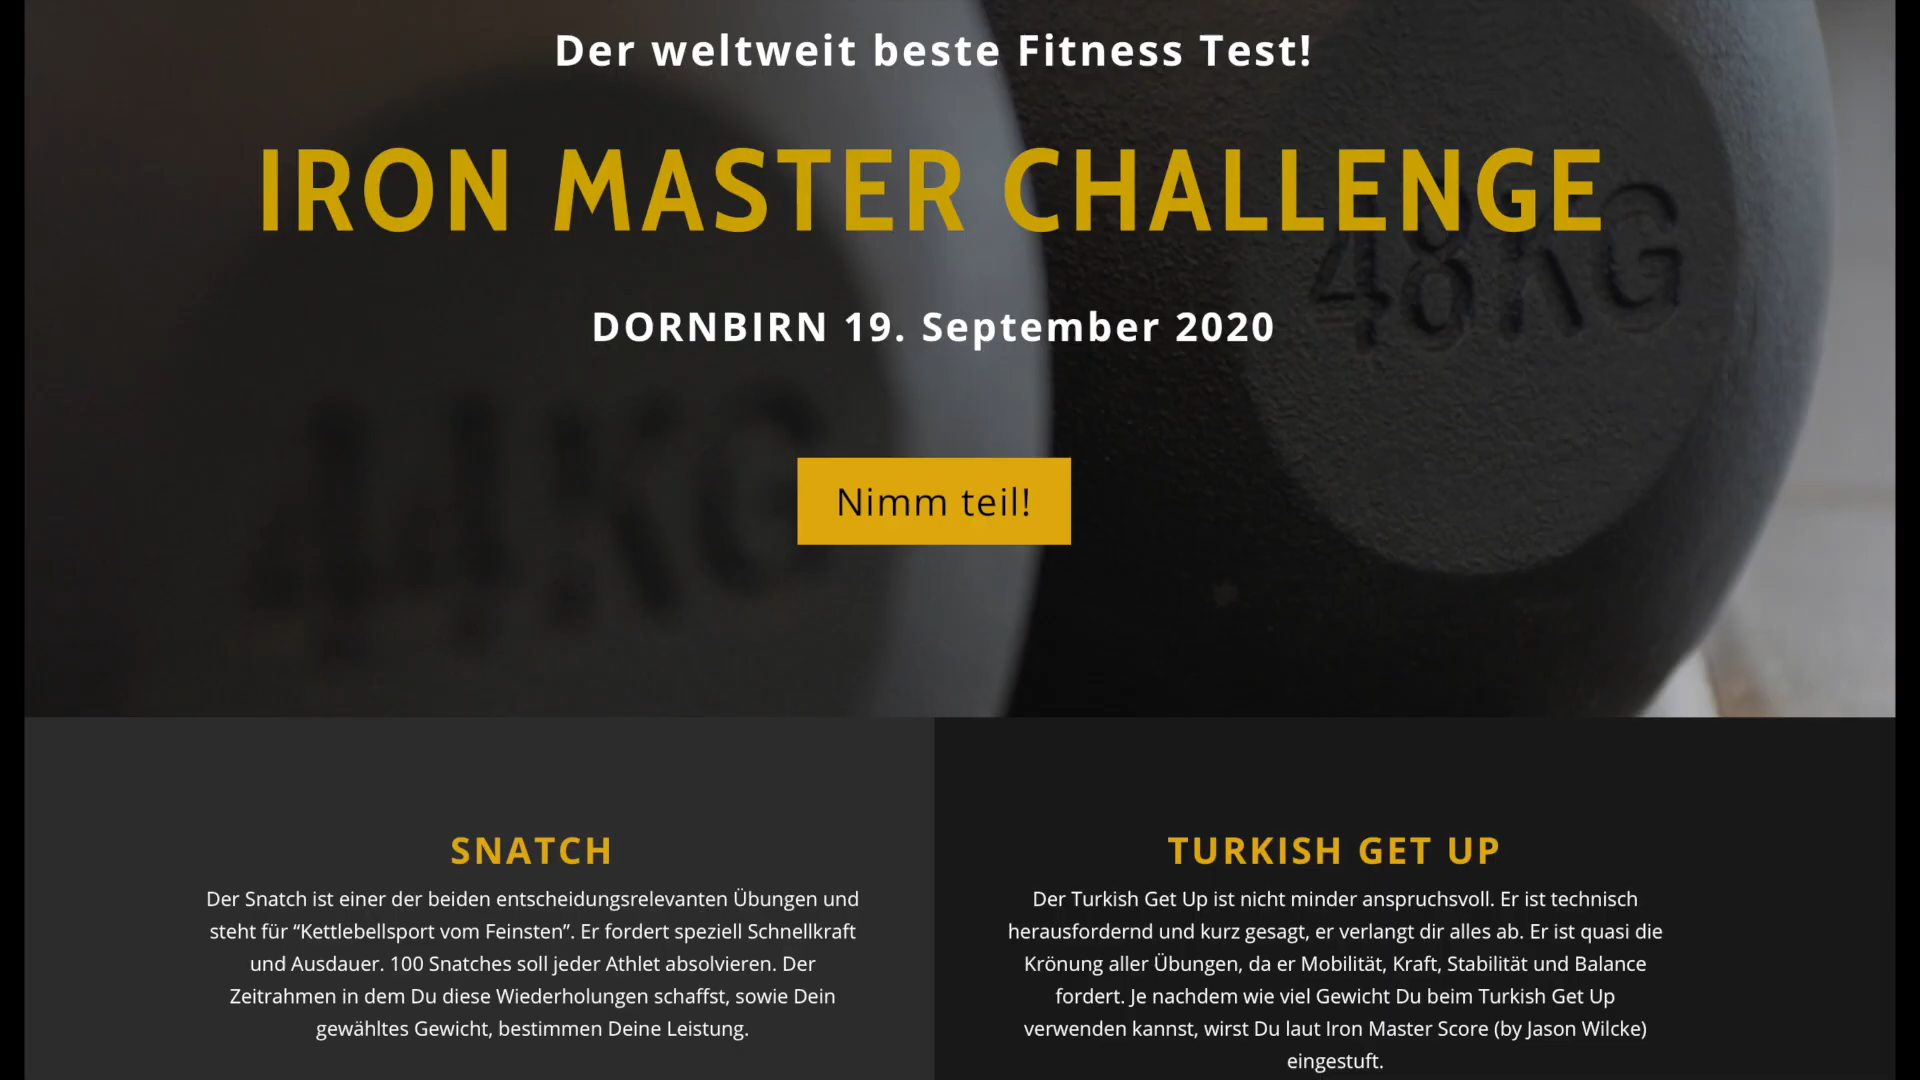 Der weltweit beste Fitness Test!
IRON MASTER CHALLENGE
48KG
DORNBIRN 19. September 2020
44KG
Nimm teil!
SNATCH
Der Snatch ist einer der beiden entscheidungsrelevanten Übungen und
steht für “Kettlebellsport vom Feinsten”. Er fordert speziell Schnellkraft
und Ausdauer. 100 Snatches soll jeder Athlet absolvieren. Der
Zeitrahmen in dem Du diese Wiederholungen schaffst, sowie Dein
gewähltes Gewicht, bestimmen Deine Leistung.
TURKISH GET UP
Der Turkish Get Up ist nicht minder anspruchsvoll. Er ist technisch
herausfordernd und kurz gesagt, er verlangt dir alles ab. Er ist quasi die
Krönung aller Übungen, da er Mobilität, Kraft, Stabilität und Balance
fordert. Je nachdem wie viel Gewicht Du beim Turkish Get Up
verwenden kannst, wirst Du laut Iron Master Score (by Jason Wilcke)
eingestuft.